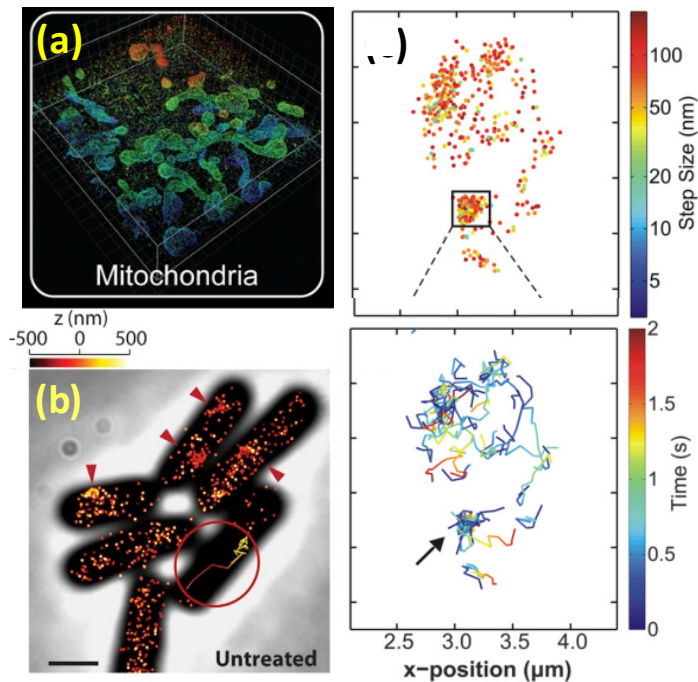 (a)
Mitochondria
z (nm)
-500 0 500
(b)
Untreated
100
50
20
10
5
Step Size (nm)
2
1.5
1
0.5
0
Time (s)
2.5 3.0 3.5 4.0
x-position (μm)